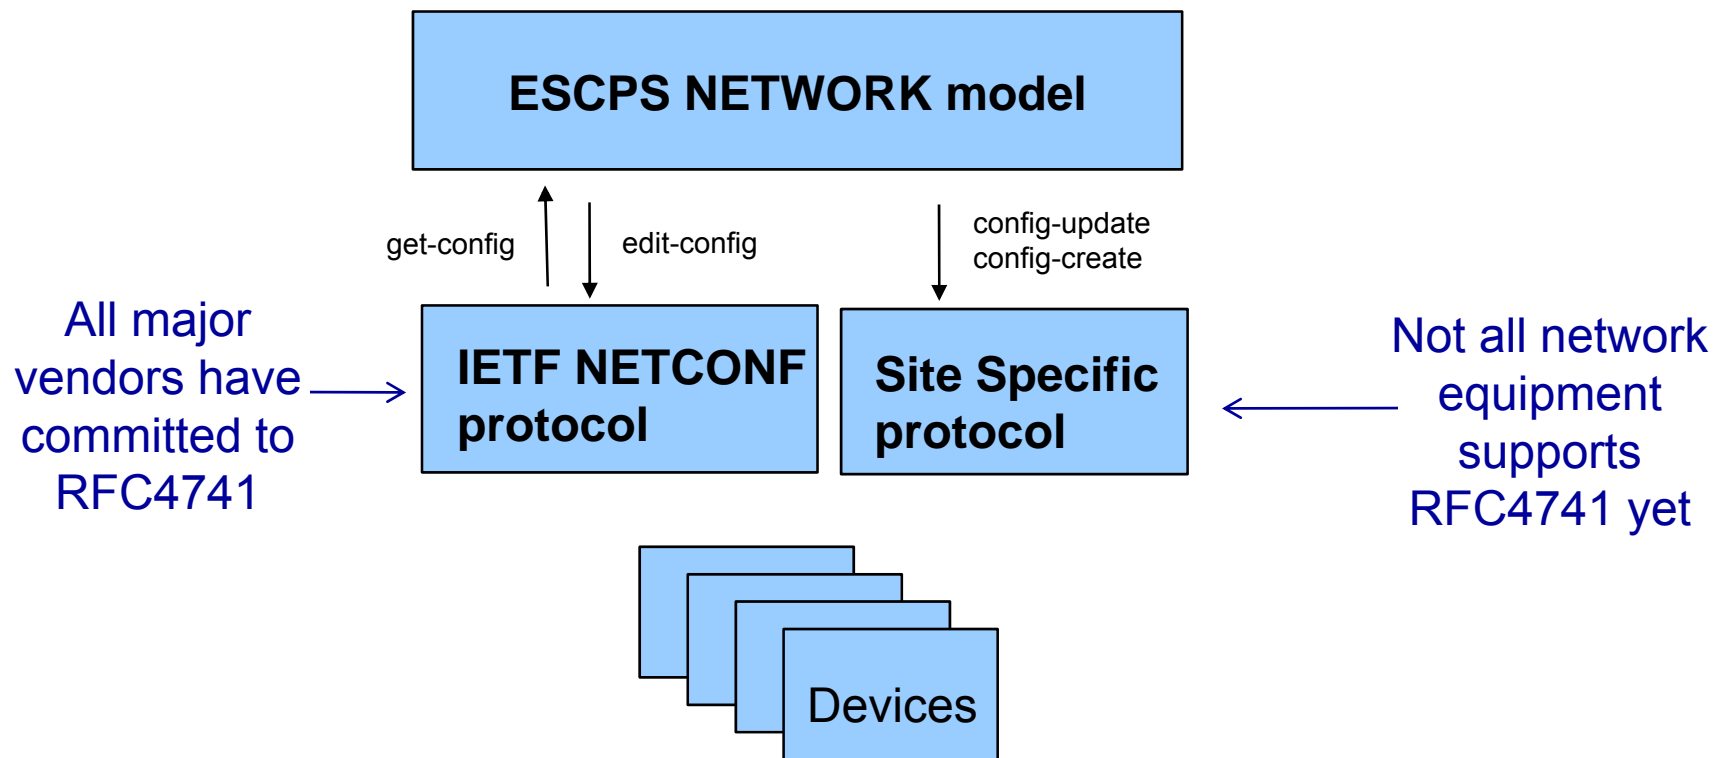 ESCPS NETWORK model
get-config
edit-config
config-update
config-create
All major
vendors have
committed to
RFC4741
IETF NETCONF
protocol
Site Specific
protocol
Not all network
equipment
supports
RFC4741 yet
Devices